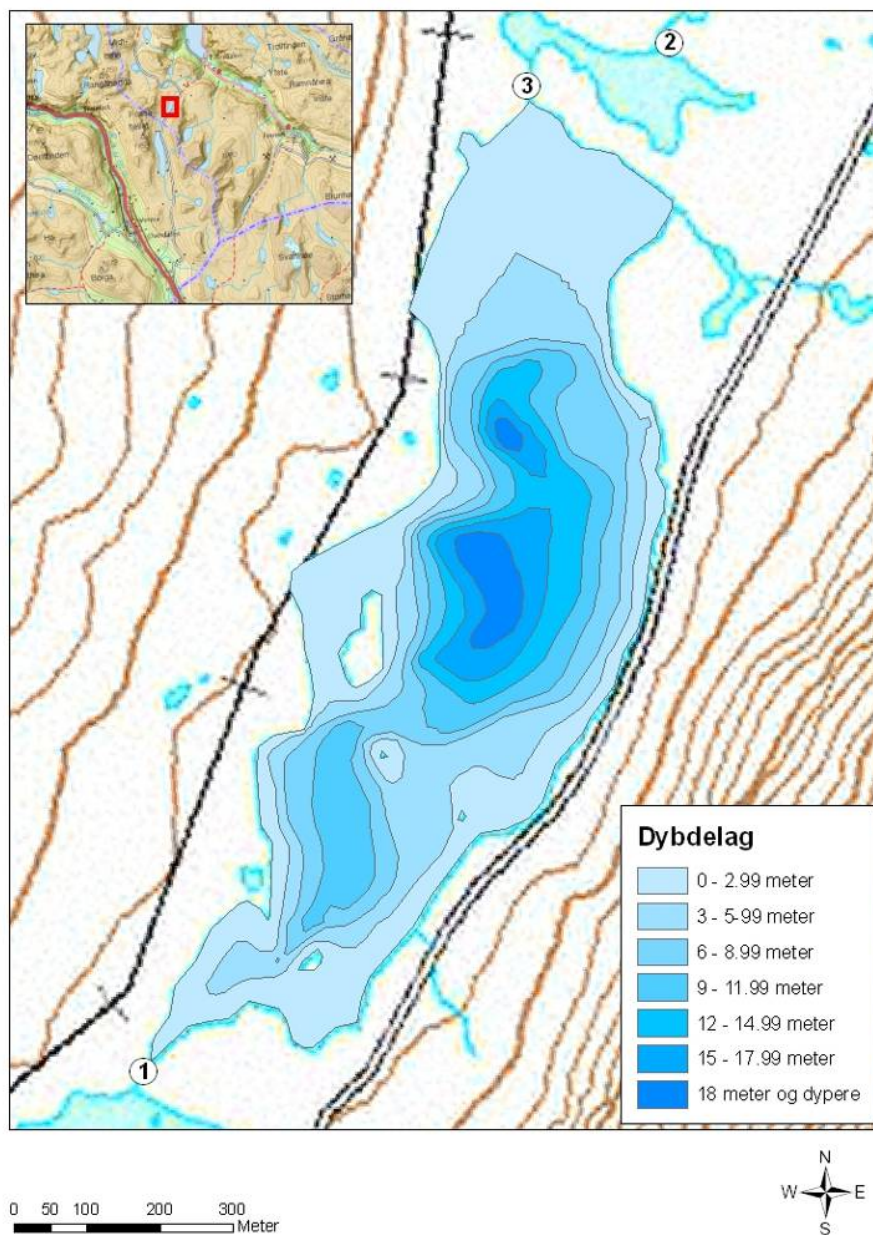 3
2
1
Dybdelag
0 - 2.99 meter
3 - 5-99 meter
6 - 8.99 meter
9 - 11.99 meter
12 - 14.99 meter
15 - 17.99 meter
18 meter og dypere
N
W E
S
0 50 100 200 300
Meter